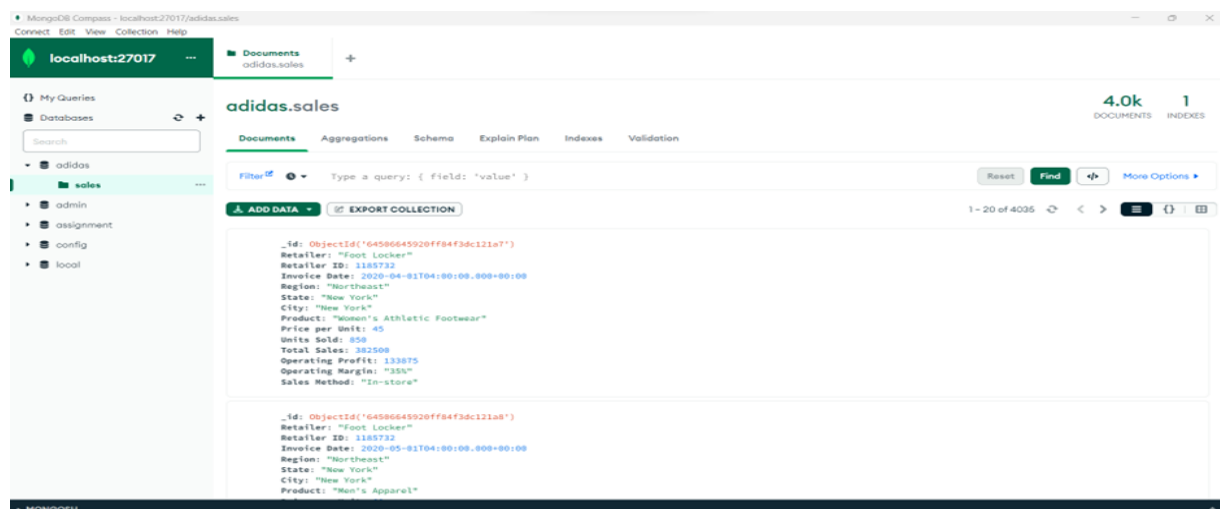 MongoDB Compass - localhost:27017/adidas.sales
Connect Edit View Collection Help
localhost:27017 ...
Documents
adidas.sales
+
{} My Queries
Databases
Search
adidas
sales ...
admin
assignment
config
local
adidas.sales
4.0k
DOCUMENTS
1
INDEXES
Documents Aggregations Schema Explain Plan Indexes Validation
Filter Type a query: { field: 'value' } Reset Find </> More Options
ADD DATA EXPORT COLLECTION 1 – 20 of 4035 {}
_id: ObjectId('64506645920ff84f3dc121a7')
Retailer: "Foot Locker"
Retailer ID: 1185732
Invoice Date: 2020-04-01T04:00:00.000+00:00
Region: "Northeast"
State: "New York"
City: "New York"
Product: "Women's Athletic Footwear"
Price per Unit: 45
Units Sold: 850
Total Sales: 382500
Operating Profit: 133875
Operating Margin: "35%"
Sales Method: "In-store"
_id: ObjectId('64506645920ff84f3dc121a8')
Retailer: "Foot Locker"
Retailer ID: 1185732
Invoice Date: 2020-05-01T04:00:00.000+00:00
Region: "Northeast"
State: "New York"
City: "New York"
Product: "Men's Apparel"